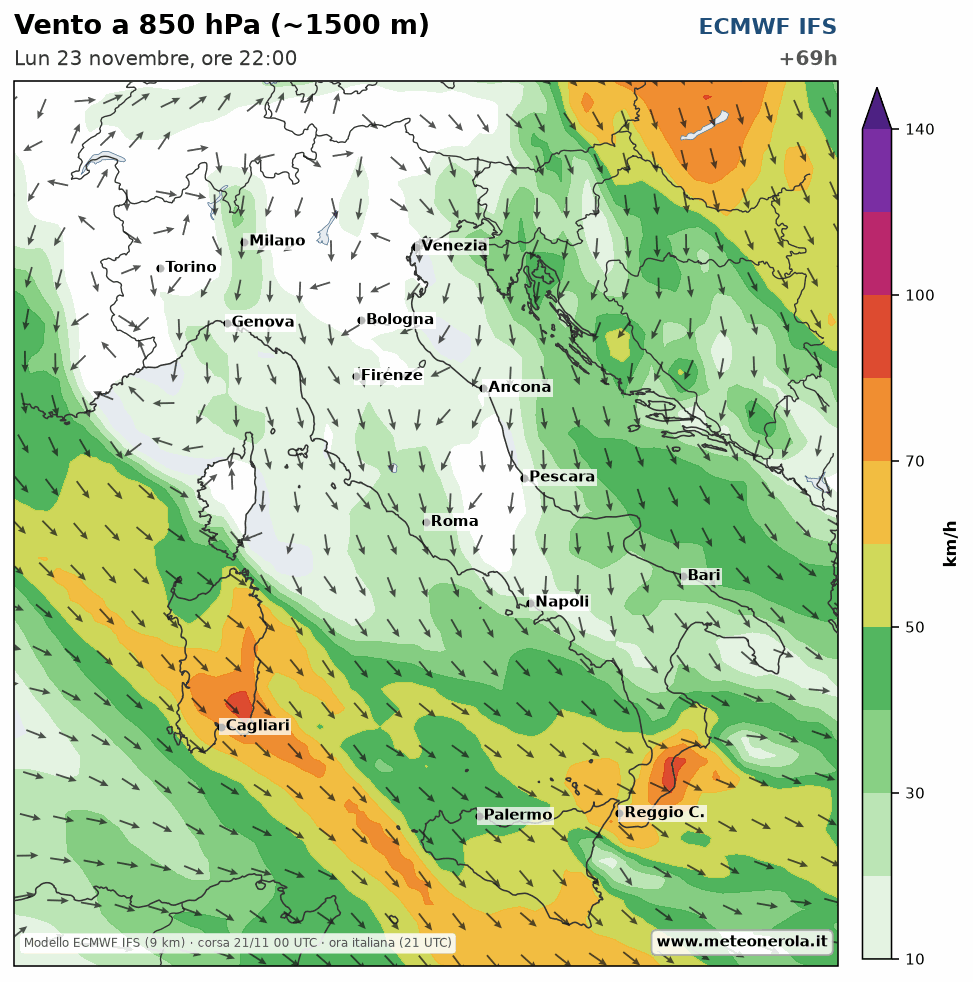 Vento a 850 hPa (~1500 m)
ECMWF IFS
Lun 23 novembre, ore 22:00
+69h
140
100
70
50
30
10
km/h
Milano
Venezia
Torino
Genova
Bologna
Firenze
Ancona
Pescara
Roma
Bari
Napoli
Cagliari
Palermo
Reggio C.
Modello ECMWF IFS (9 km) · corsa 21/11 00 UTC · ora italiana (21 UTC)
www.meteonerola.it